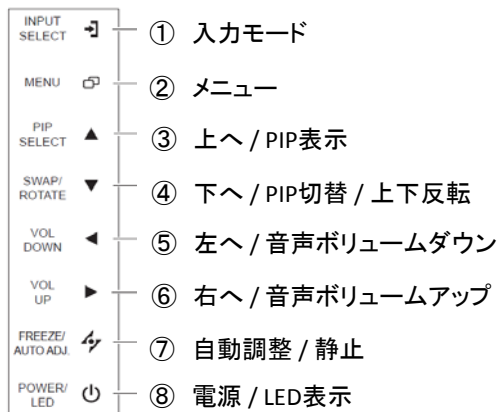 INPUT
SELECT
① 入力モード
MENU
② メニュー
PIP
SELECT
③ 上へ / PIP表示
SWAP/
ROTATE
④ 下へ / PIP切替 / 上下反転
VOL
DOWN
⑤ 左へ / 音声ボリュームダウン
VOL
UP
⑥ 右へ / 音声ボリュームアップ
FREEZE/
AUTO ADJ.
⑦ 自動調整 / 静止
POWER/
LED
⑧ 電源 / LED表示